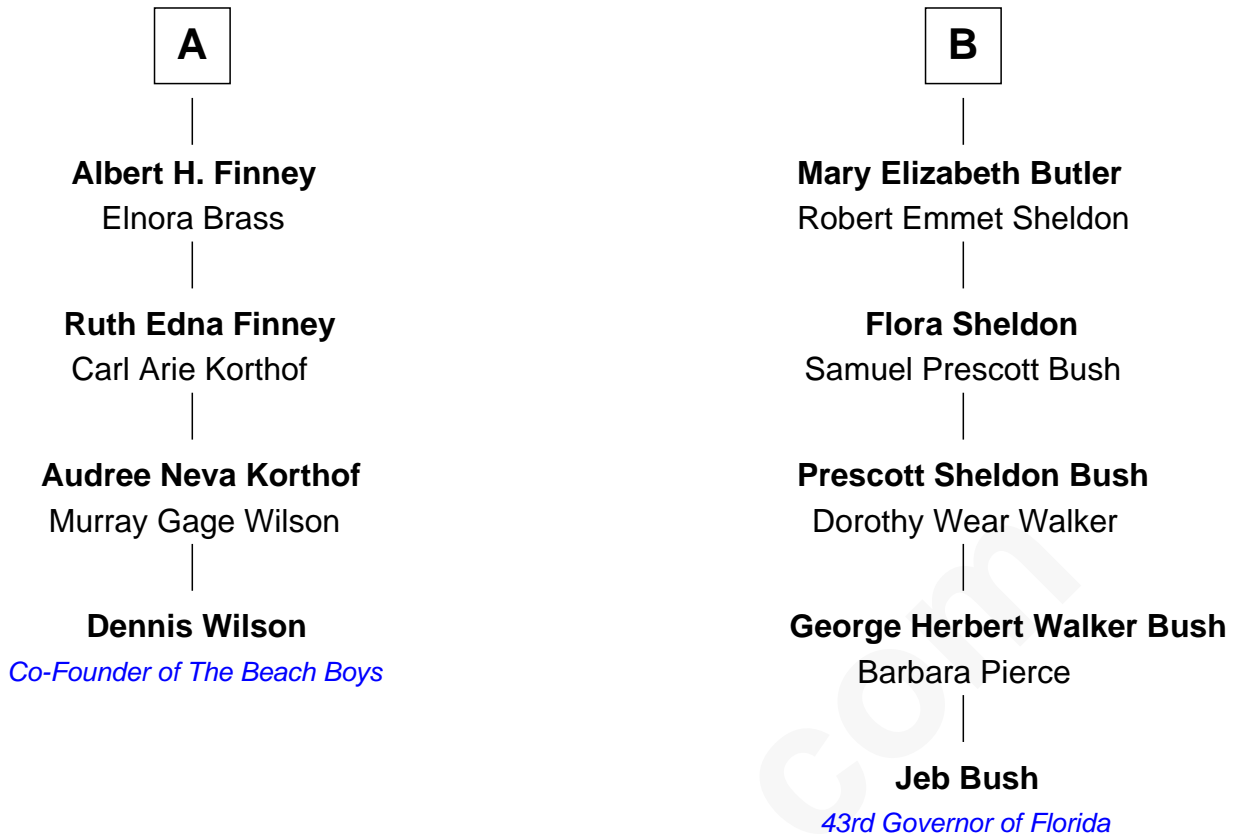 A
Albert H. Finney
Elnora Brass
Ruth Edna Finney
Carl Arie Korthof
Audree Neva Korthof
Murray Gage Wilson
Dennis Wilson
Co-Founder of The Beach Boys
B
Mary Elizabeth Butler
Robert Emmet Sheldon
Flora Sheldon
Samuel Prescott Bush
Prescott Sheldon Bush
Dorothy Wear Walker
George Herbert Walker Bush
Barbara Pierce
Jeb Bush
43rd Governor of Florida
com